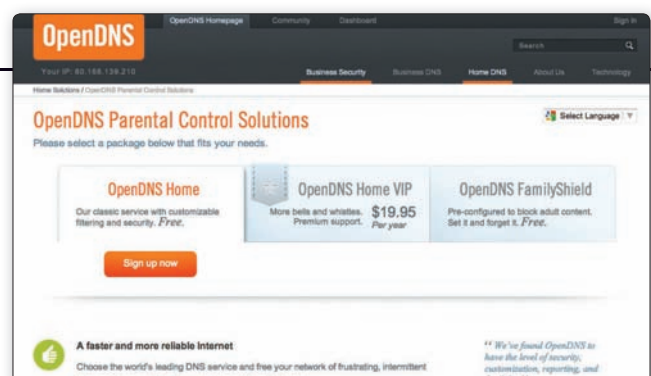 OpenDNS
OpenDNS Homepage Community Dashboard Sign in
Search
Your IP: 80.168.139.210
Business Security Business DNS Home DNS About Us Technology
Home Solutions / OpenDNS Parental Control Solutions
OpenDNS Parental Control Solutions
Select Language
Please select a package below that fits your needs.
OpenDNS Home
Our classic service with customizable
filtering and security. Free.
Sign up now
OpenDNS Home VIP
More bells and whistles.
Premium support.
$19.95
Per year
OpenDNS FamilyShield
Pre-configured to block adult content.
Set it and forget it. Free.
A faster and more reliable Internet
Choose the world's leading DNS service and free your network of frustrating, intermittent
“ We've found OpenDNS to
have the level of security,
customization, reporting, and